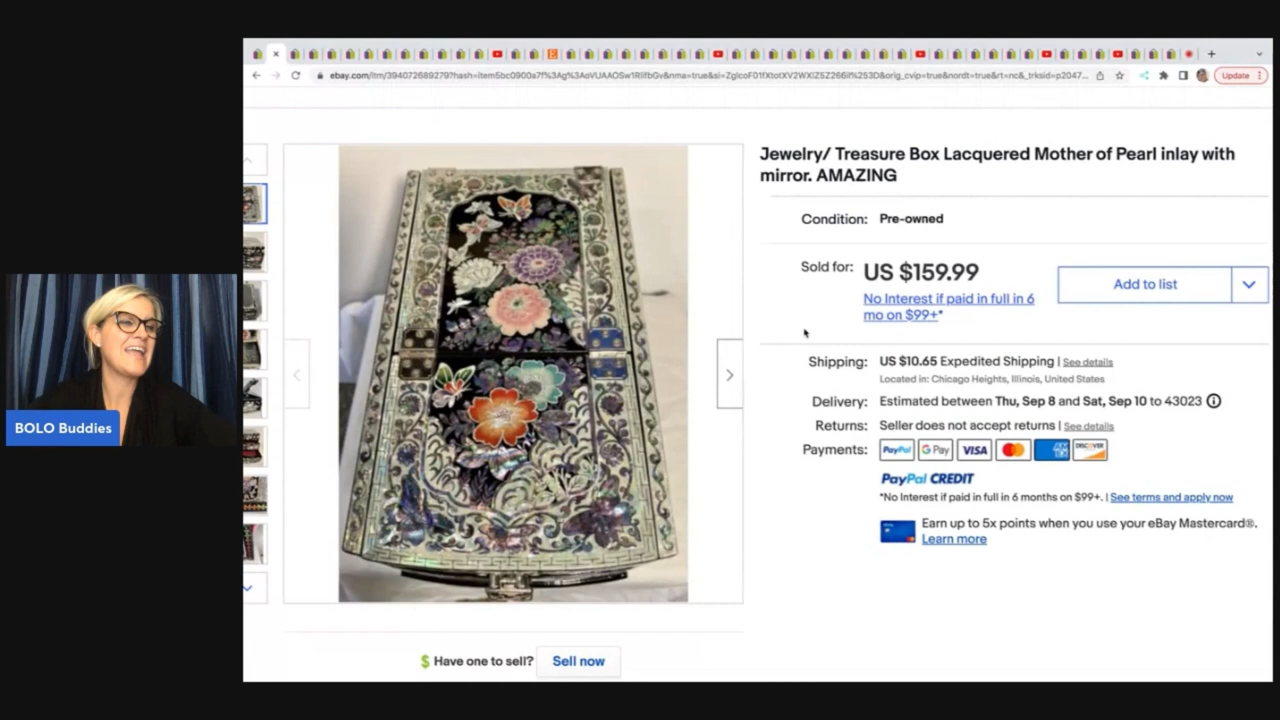 Update
Jewelry/ Treasure Box Lacquered Mother of Pearl inlay with
mirror. AMAZING
Condition: Pre-owned
Sold for: US $159.99
Add to list
No Interest if paid in full in 6
mo on $99+*
Shipping: US $10.65 Expedited Shipping | See details
Located in: Chicago Heights, Illinois, United States
Delivery: Estimated between Thu, Sep 8 and Sat, Sep 10 to 43023
Returns: Seller does not accept returns | See details
Payments: PayPal G Pay VISA DISCOVER
PayPal CREDIT
*No Interest if paid in full in 6 months on $99+. | See terms and apply now
Earn up to 5x points when you use your eBay Mastercard®.
Learn more
Have one to sell? Sell now
BOLO Buddies